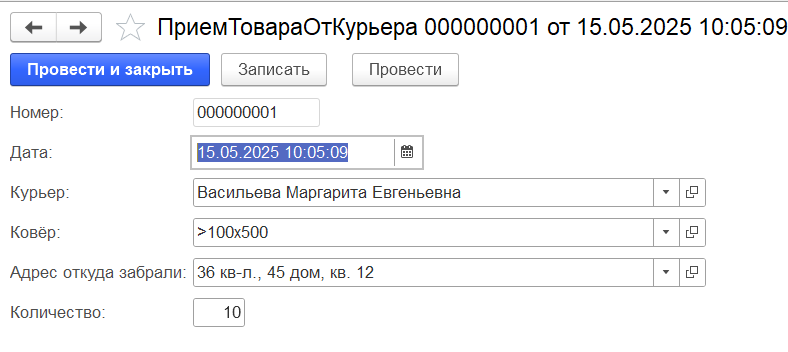 ПриемТовараОтКурьера 000000001 от 15.05.2025 10:05:09
Провести и закрыть Записать Провести
Номер: 000000001
Дата: 15.05.2025 10:05:09
Курьер: Васильева Маргарита Евгеньевна
Ковёр: >100x500
Адрес откуда забрали: 36 кв-л., 45 дом, кв. 12
Количество: 10